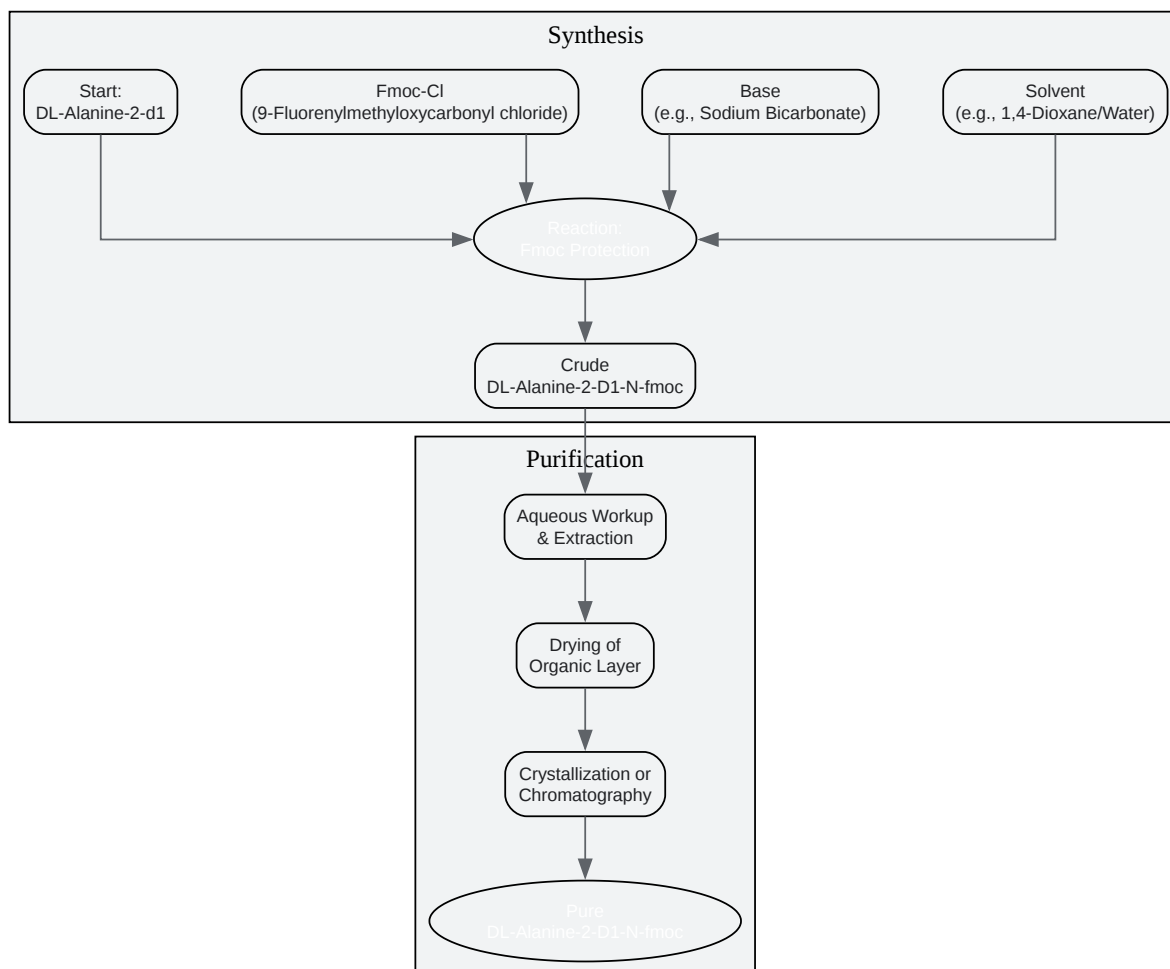 Synthesis
Start:
DL-Alanine-2-d1
Fmoc-Cl
(9-Fluorenylmethyloxycarbonyl chloride)
Base
(e.g., Sodium Bicarbonate)
Solvent
(e.g., 1,4-Dioxane/Water)
Reaction:
Fmoc Protection
Crude
DL-Alanine-2-D1-N-fmoc
Purification
Aqueous Workup
& Extraction
Drying of
Organic Layer
Crystallization or
Chromatography
Pure
DL-Alanine-2-D1-N-fmoc